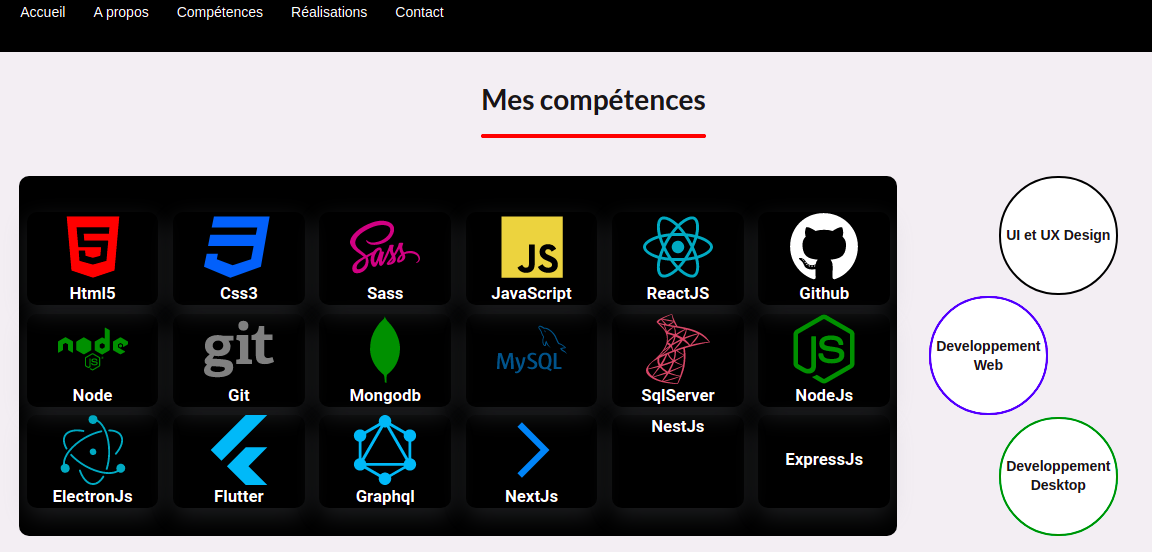 Accueil A propos Compétences Réalisations Contact
Mes compétences
5
JS
Sass
Html5 Css3 Sass JavaScript ReactJS Github
node
JS
git
MySQL
JS
Node Git Mongodb SqlServer NodeJs
NestJs
ExpressJs
ElectronJs Flutter Graphql NextJs
UI et UX Design
Developpement
Web
Developpement
Desktop